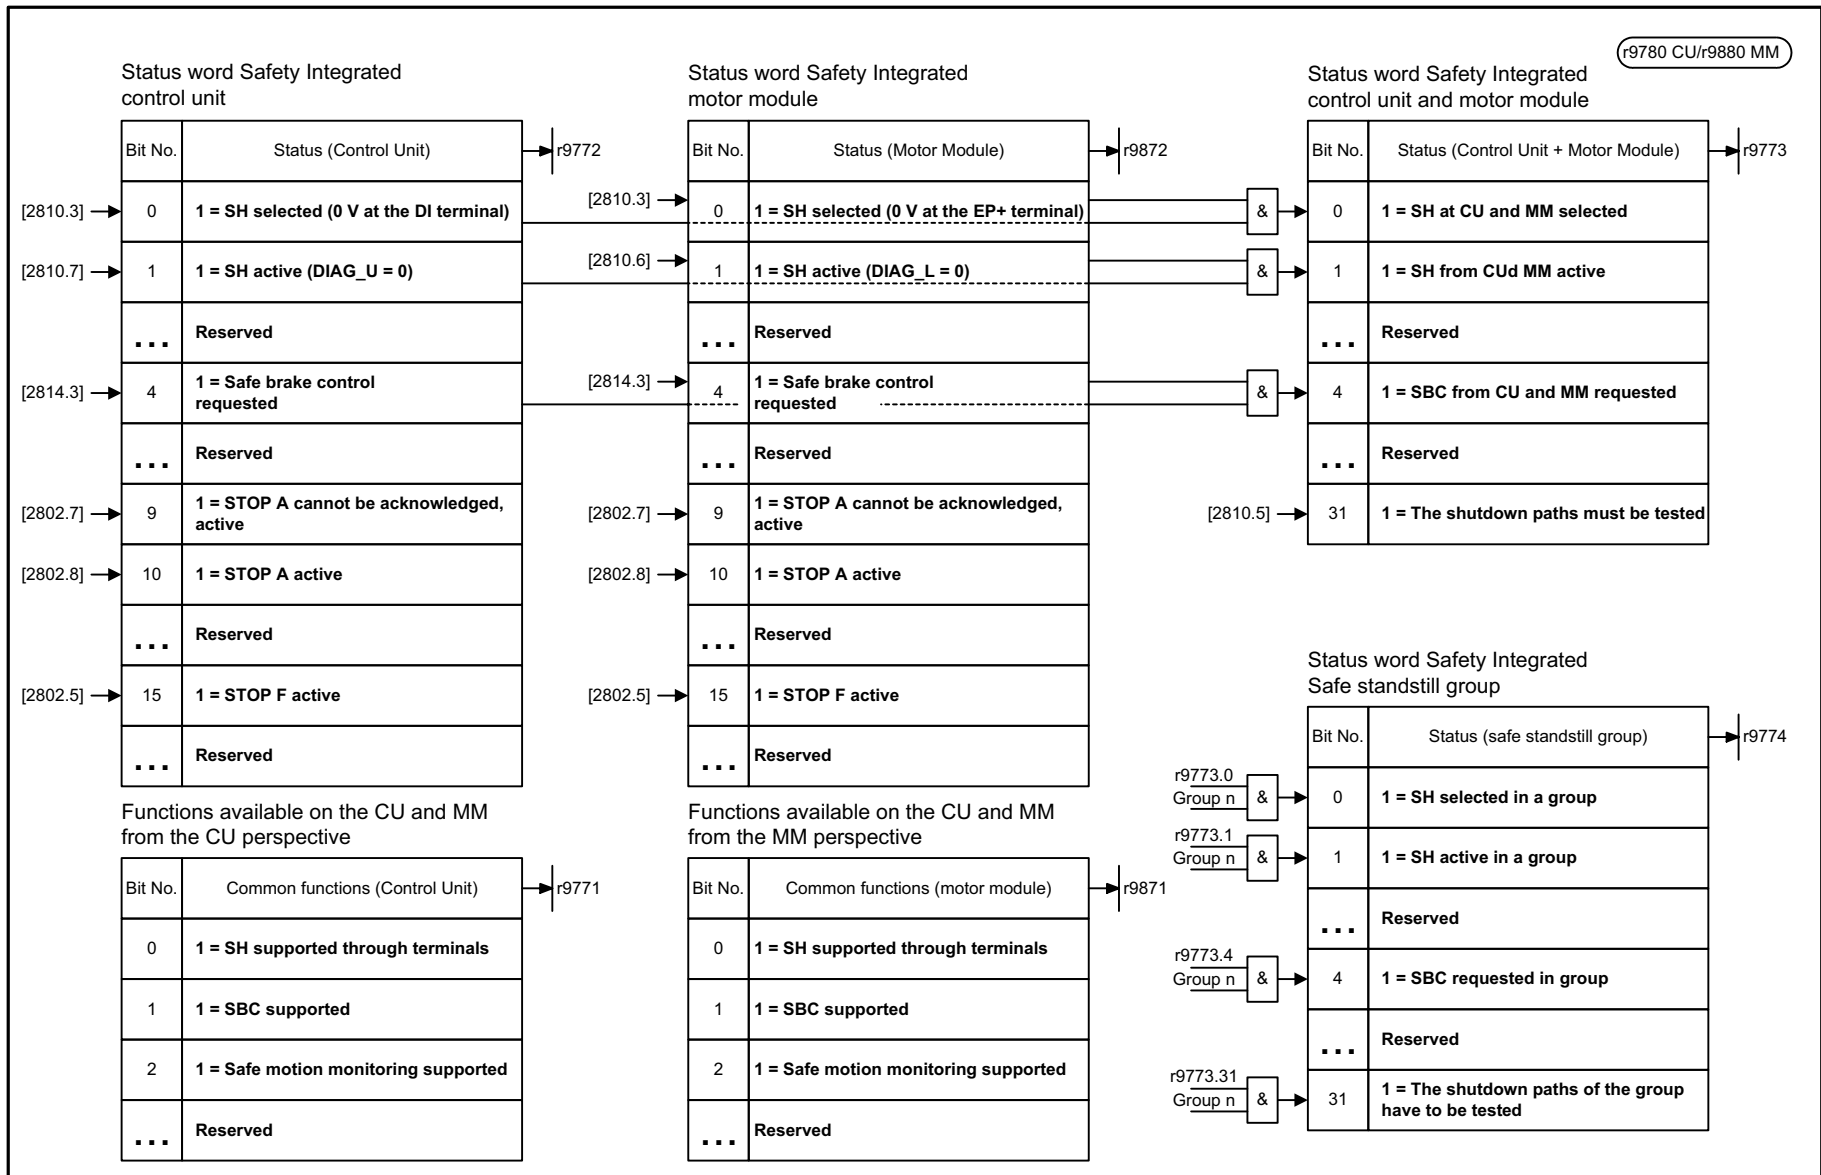 r9780 CU/r9880 MM
Status word Safety Integrated
control unit
Bit No. Status (Control Unit) r9772
[2810.3] 0 1 = SH selected (0 V at the DI terminal)
[2810.7] 1 1 = SH active (DIAG_U = 0)
... Reserved
[2814.3] 4 1 = Safe brake control
requested
... Reserved
[2802.7] 9 1 = STOP A cannot be acknowledged,
active
[2802.8] 10 1 = STOP A active
... Reserved
[2802.5] 15 1 = STOP F active
... Reserved
Functions available on the CU and MM
from the CU perspective
Bit No. Common functions (Control Unit) r9771
0 1 = SH supported through terminals
1 1 = SBC supported
2 1 = Safe motion monitoring supported
... Reserved
Status word Safety Integrated
motor module
Bit No. Status (Motor Module) r9872
[2810.3] 0 1 = SH selected (0 V at the EP+ terminal)
[2810.6] 1 1 = SH active (DIAG_L = 0)
... Reserved
[2814.3] 4 1 = Safe brake control
requested
... Reserved
[2802.7] 9 1 = STOP A cannot be acknowledged,
active
[2802.8] 10 1 = STOP A active
... Reserved
[2802.5] 15 1 = STOP F active
... Reserved
Functions available on the CU and MM
from the MM perspective
Bit No. Common functions (motor module) r9871
0 1 = SH supported through terminals
1 1 = SBC supported
2 1 = Safe motion monitoring supported
... Reserved
Status word Safety Integrated
control unit and motor module
Bit No. Status (Control Unit + Motor Module) r9773
& 0 1 = SH at CU and MM selected
& 1 1 = SH from CUd MM active
... Reserved
& 4 1 = SBC from CU and MM requested
... Reserved
[2810.5] 31 1 = The shutdown paths must be tested
Status word Safety Integrated
Safe standstill group
Bit No. Status (safe standstill group) r9774
r9773.0
Group n & 0 1 = SH selected in a group
r9773.1
Group n & 1 1 = SH active in a group
... Reserved
r9773.4
Group n & 4 1 = SBC requested in group
... Reserved
r9773.31
Group n & 31 1 = The shutdown paths of the group
have to be tested